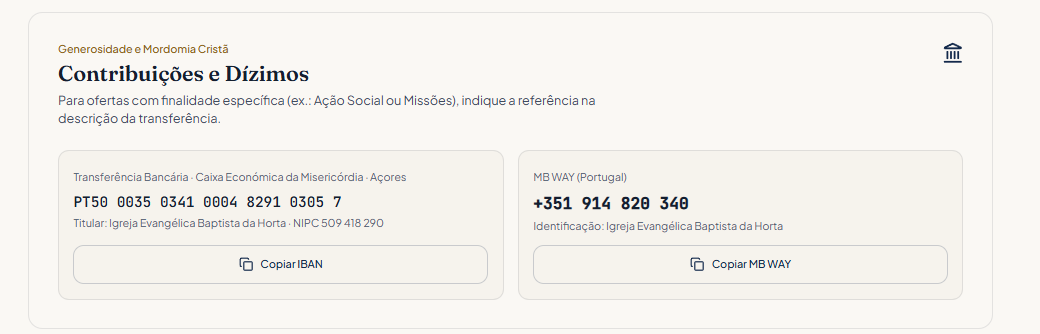 Generosidade e Mordomia Cristã
Contribuições e Dízimos
Para ofertas com finalidade específica (ex.: Ação Social ou Missões), indique a referência na
descrição da transferência.
Transferência Bancária · Caixa Económica da Misericórdia · Açores
PT50 0035 0341 0004 8291 0305 7
Titular: Igreja Evangélica Baptista da Horta · NIPC 509 418 290
Copiar IBAN
MB WAY (Portugal)
+351 914 820 340
Identificação: Igreja Evangélica Baptista da Horta
Copiar MB WAY